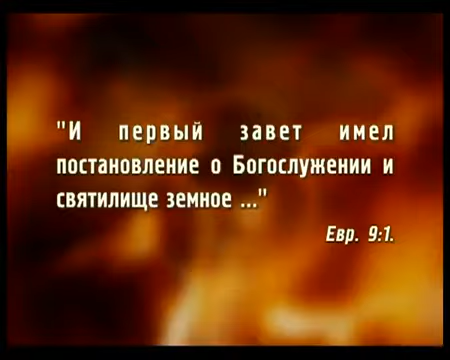 "И первый завет имел
постановление о Богослужении и
святилище земное ..."
Евр. 9:1.